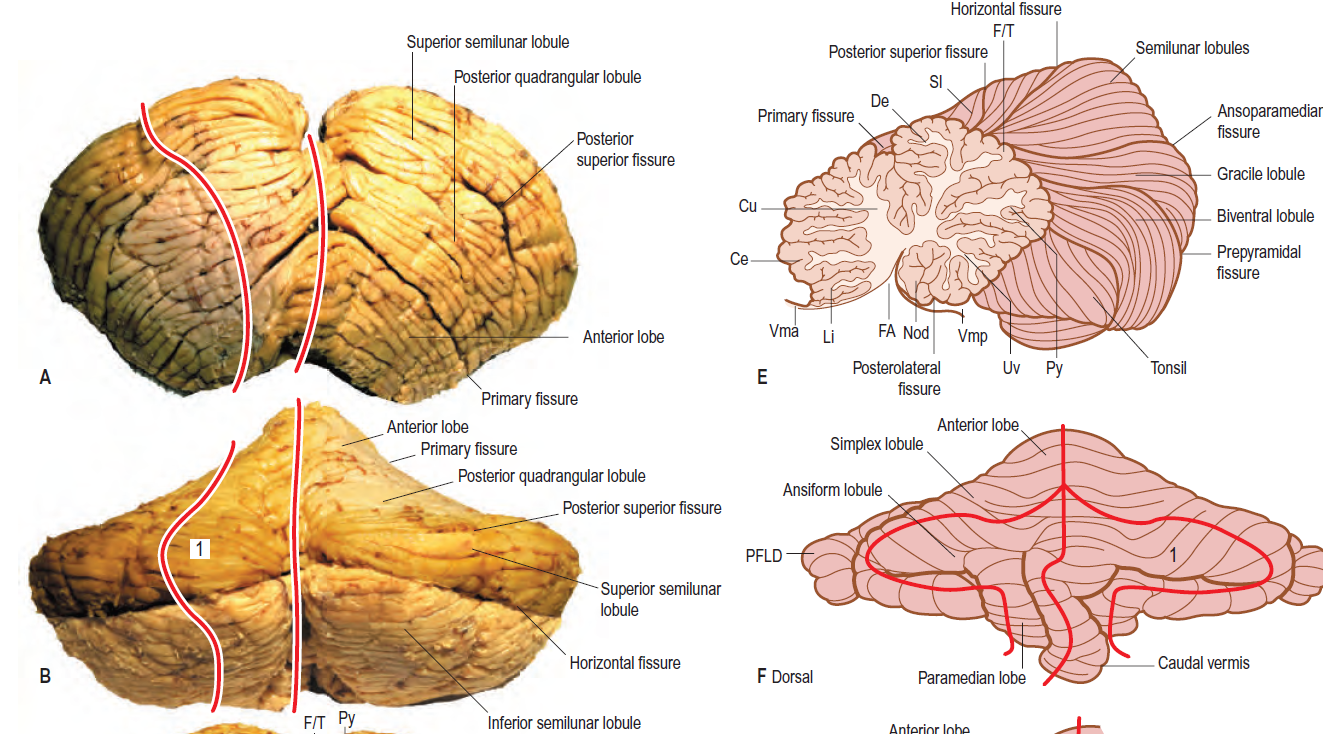 Superior semilunar lobule
Posterior quadrangular lobule
Posterior
superior fissure
Anterior lobe
Primary fissure
A
Anterior lobe
Primary fissure
Posterior quadrangular lobule
Posterior superior fissure
1
Superior semilunar
lobule
Horizontal fissure
Inferior semilunar lobule
B
F/T
Py
Horizontal fissure
F/T
Posterior superior fissure
Semilunar lobules
SI
De
Primary fissure
Ansoparamedian
fissure
Gracile lobule
Cu
Biventral lobule
Ce
Prepyramidal
fissure
Vma
Li
FA
Nod
Vmp
Posterolateral
fissure
Uv
Py
Tonsil
E
Anterior lobe
Simplex lobule
Ansiform lobule
PFLD
1
Caudal vermis
Paramedian lobe
F Dorsal
Anterior lobe